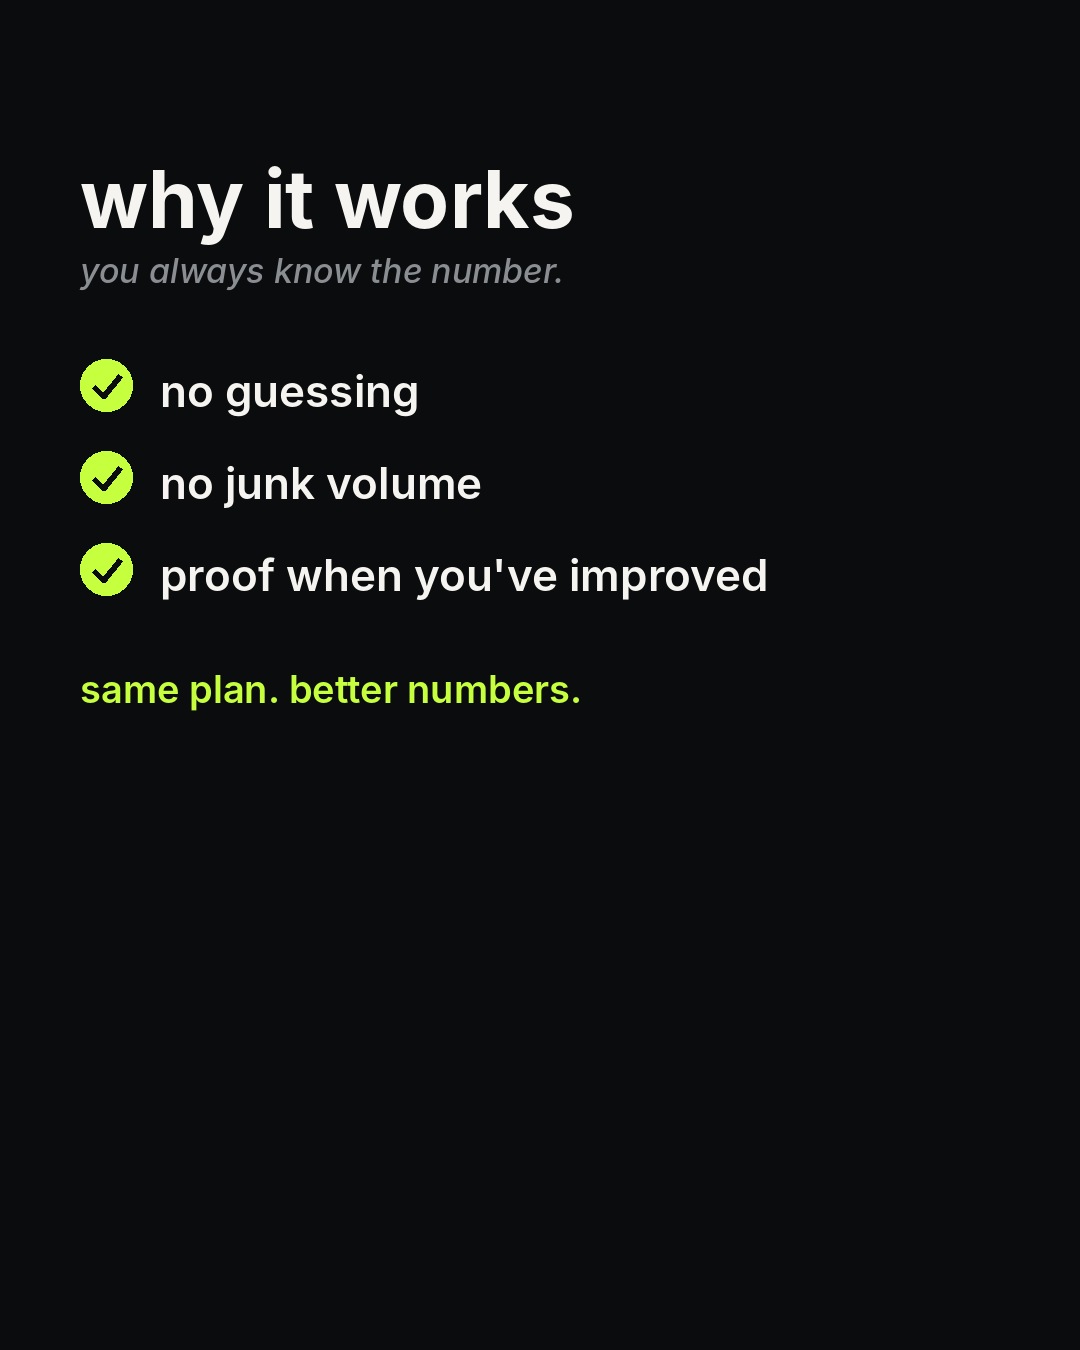 why it works
you always know the number.
no guessing
no junk volume
proof when you've improved
same plan. better numbers.